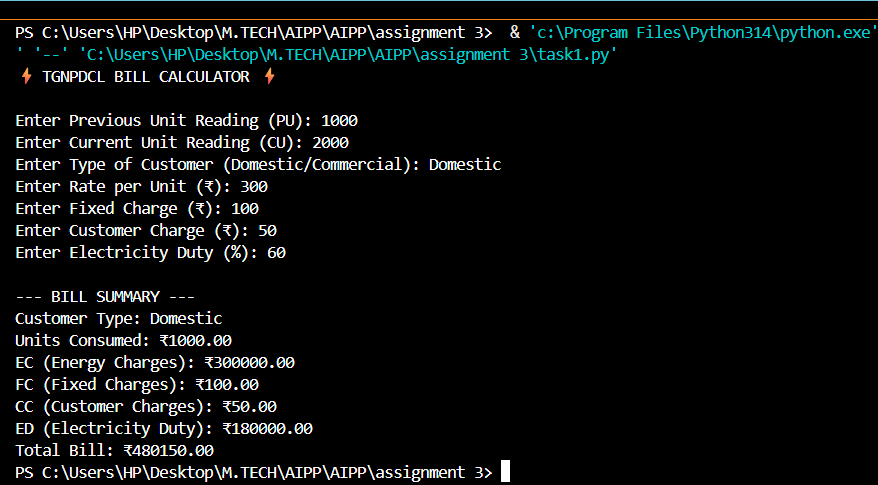 PS C:\Users\HP\Desktop\M.TECH\AIPP\AIPP\assignment 3>  & 'c:\Program Files\Python314\python.exe'
' '--' 'C:\Users\HP\Desktop\M.TECH\AIPP\AIPP\assignment 3\task1.py'
⚡ TGNPDCL BILL CALCULATOR ⚡
Enter Previous Unit Reading (PU): 1000
Enter Current Unit Reading (CU): 2000
Enter Type of Customer (Domestic/Commercial): Domestic
Enter Rate per Unit (₹): 300
Enter Fixed Charge (₹): 100
Enter Customer Charge (₹): 50
Enter Electricity Duty (%): 60
--- BILL SUMMARY ---
Customer Type: Domestic
Units Consumed: ₹1000.00
EC (Energy Charges): ₹300000.00
FC (Fixed Charges): ₹100.00
CC (Customer Charges): ₹50.00
ED (Electricity Duty): ₹180000.00
Total Bill: ₹480150.00
PS C:\Users\HP\Desktop\M.TECH\AIPP\AIPP\assignment 3>